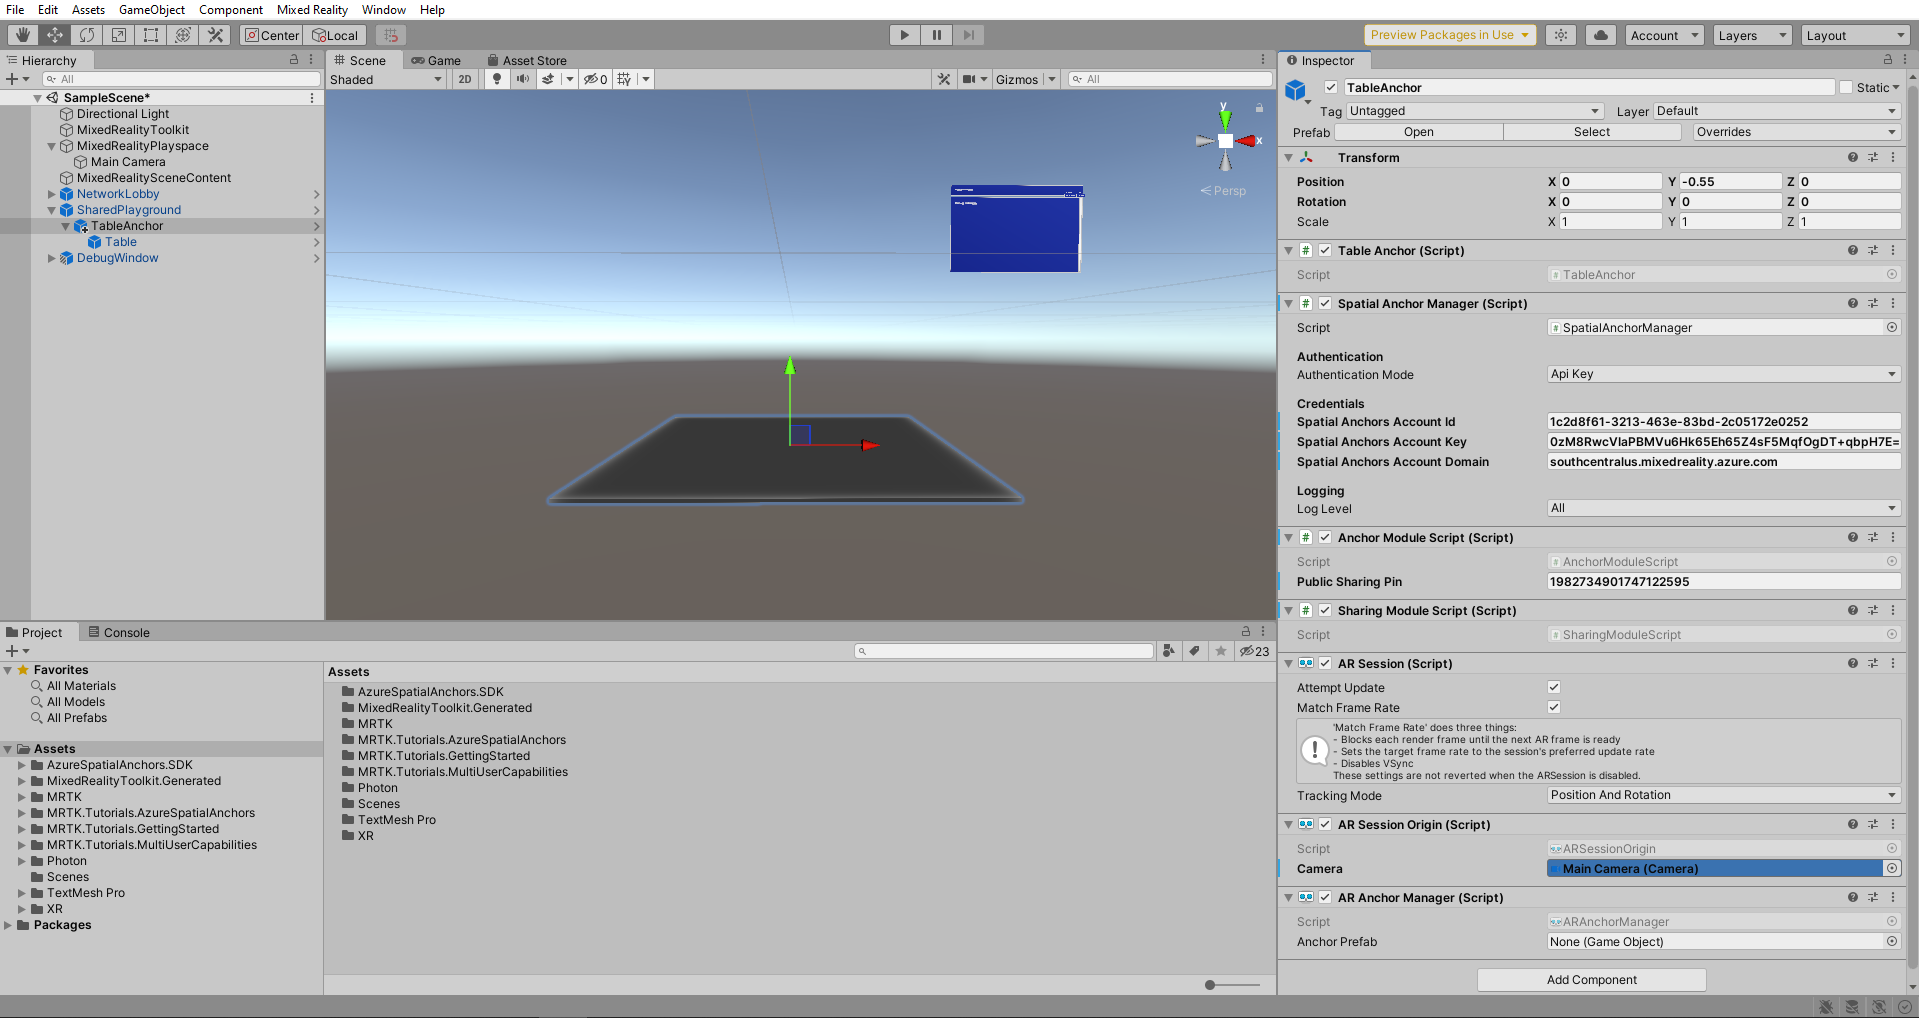 File Edit Assets GameObject Component Mixed Reality Window Help
Center Local Preview Packages in Use Account Layers Layout
Hierarchy
All
SampleScene*
Directional Light
MixedRealityToolkit
MixedRealityPlayspace
Main Camera
MixedRealitySceneContent
NetworkLobby
SharedPlayground
TableAnchor
Table
DebugWindow
Scene Game Asset Store
Shaded 2D 0 Gizmos All
y
x
Persp
Inspector
TableAnchor Static
Tag Untagged Layer Default
Prefab Open Select Overrides
Transform
Position X 0 Y -0.55 Z 0
Rotation X 0 Y 0 Z 0
Scale X 1 Y 1 Z 1
Table Anchor (Script)
Script TableAnchor
Spatial Anchor Manager (Script)
Script SpatialAnchorManager
Authentication
Authentication Mode Api Key
Credentials
Spatial Anchors Account Id 1c2d8f61-3213-463e-83bd-2c05172e0252
Spatial Anchors Account Key 0zM8RwcVlaPBMVu6Hk65Eh65Z4sF5MqfOgDT+qbpH7E=
Spatial Anchors Account Domain southcentralus.mixedreality.azure.com
Logging
Log Level All
Anchor Module Script (Script)
Script AnchorModuleScript
Public Sharing Pin 1982734901747122595
Sharing Module Script (Script)
Script SharingModuleScript
AR Session (Script)
Attempt Update
Match Frame Rate
'Match Frame Rate' does three things:
- Blocks each render frame until the next AR frame is ready
- Sets the target frame rate to the session's preferred update rate
- Disables VSync
These settings are not reverted when the ARSession is disabled.
Tracking Mode Position And Rotation
AR Session Origin (Script)
Script ARSessionOrigin
Camera Main Camera (Camera)
AR Anchor Manager (Script)
Script ARAnchorManager
Anchor Prefab None (Game Object)
Add Component
Project Console
23
Favorites
All Materials
All Models
All Prefabs
Assets
AzureSpatialAnchors.SDK
MixedRealityToolkit.Generated
MRTK
MRTK.Tutorials.AzureSpatialAnchors
MRTK.Tutorials.GettingStarted
MRTK.Tutorials.MultiUserCapabilities
Photon
Scenes
TextMesh Pro
XR
Packages
Assets
AzureSpatialAnchors.SDK
MixedRealityToolkit.Generated
MRTK
MRTK.Tutorials.AzureSpatialAnchors
MRTK.Tutorials.GettingStarted
MRTK.Tutorials.MultiUserCapabilities
Photon
Scenes
TextMesh Pro
XR